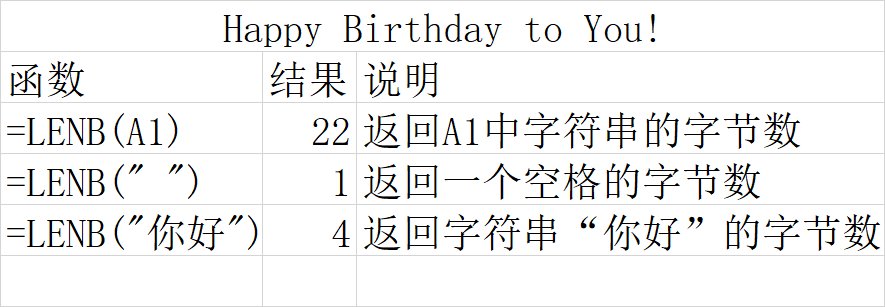 Happy Birthday to You!
函数 结果 说明
=LENB(A1) 22 返回A1中字符串的字节数
=LENB(" ") 1 返回一个空格的字节数
=LENB("你好") 4 返回字符串“你好”的字节数